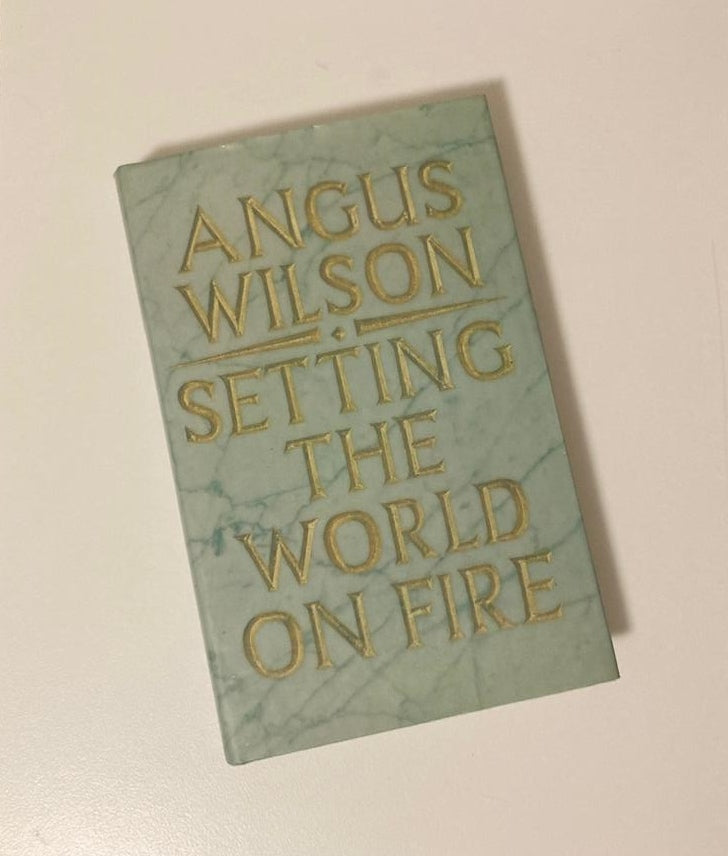 ANGUS
WILSON
SETTING
THE
WORLD
ON FIRE